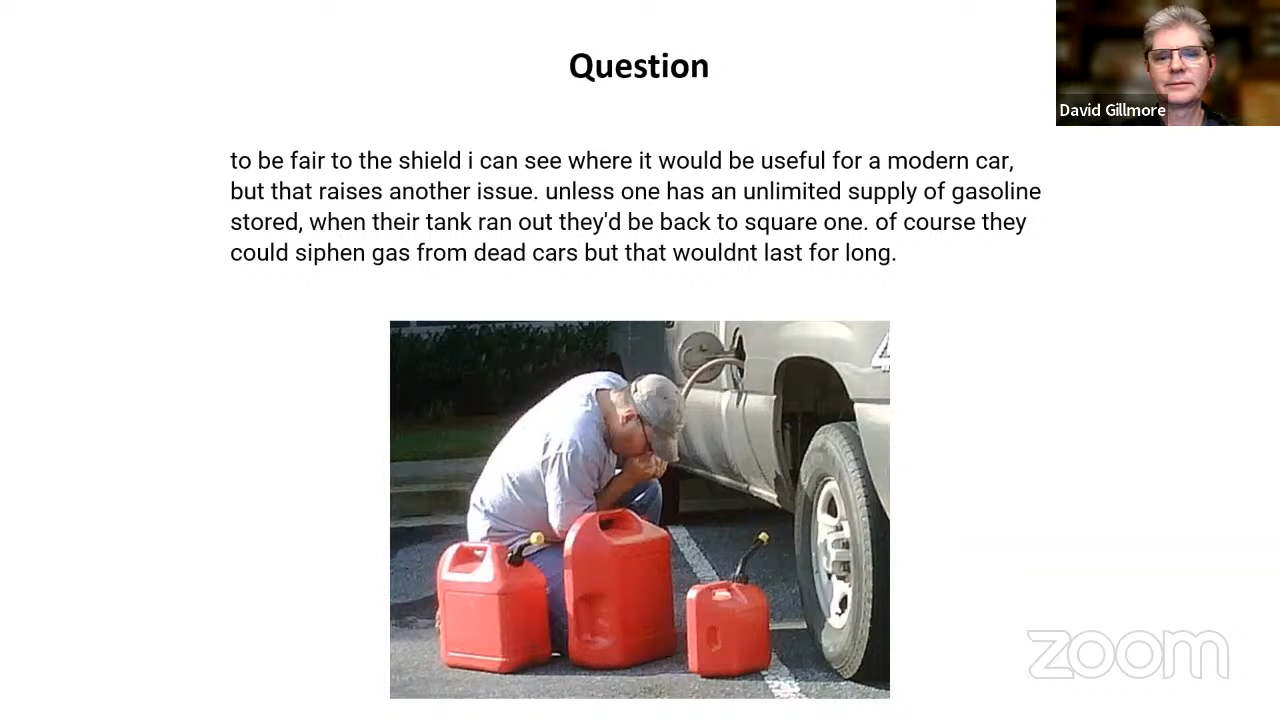 Question
David Gillmore
to be fair to the shield i can see where it would be useful for a modern car,
but that raises another issue. unless one has an unlimited supply of gasoline
stored, when their tank ran out they'd be back to square one. of course they
could siphen gas from dead cars but that wouldnt last for long.
zoom